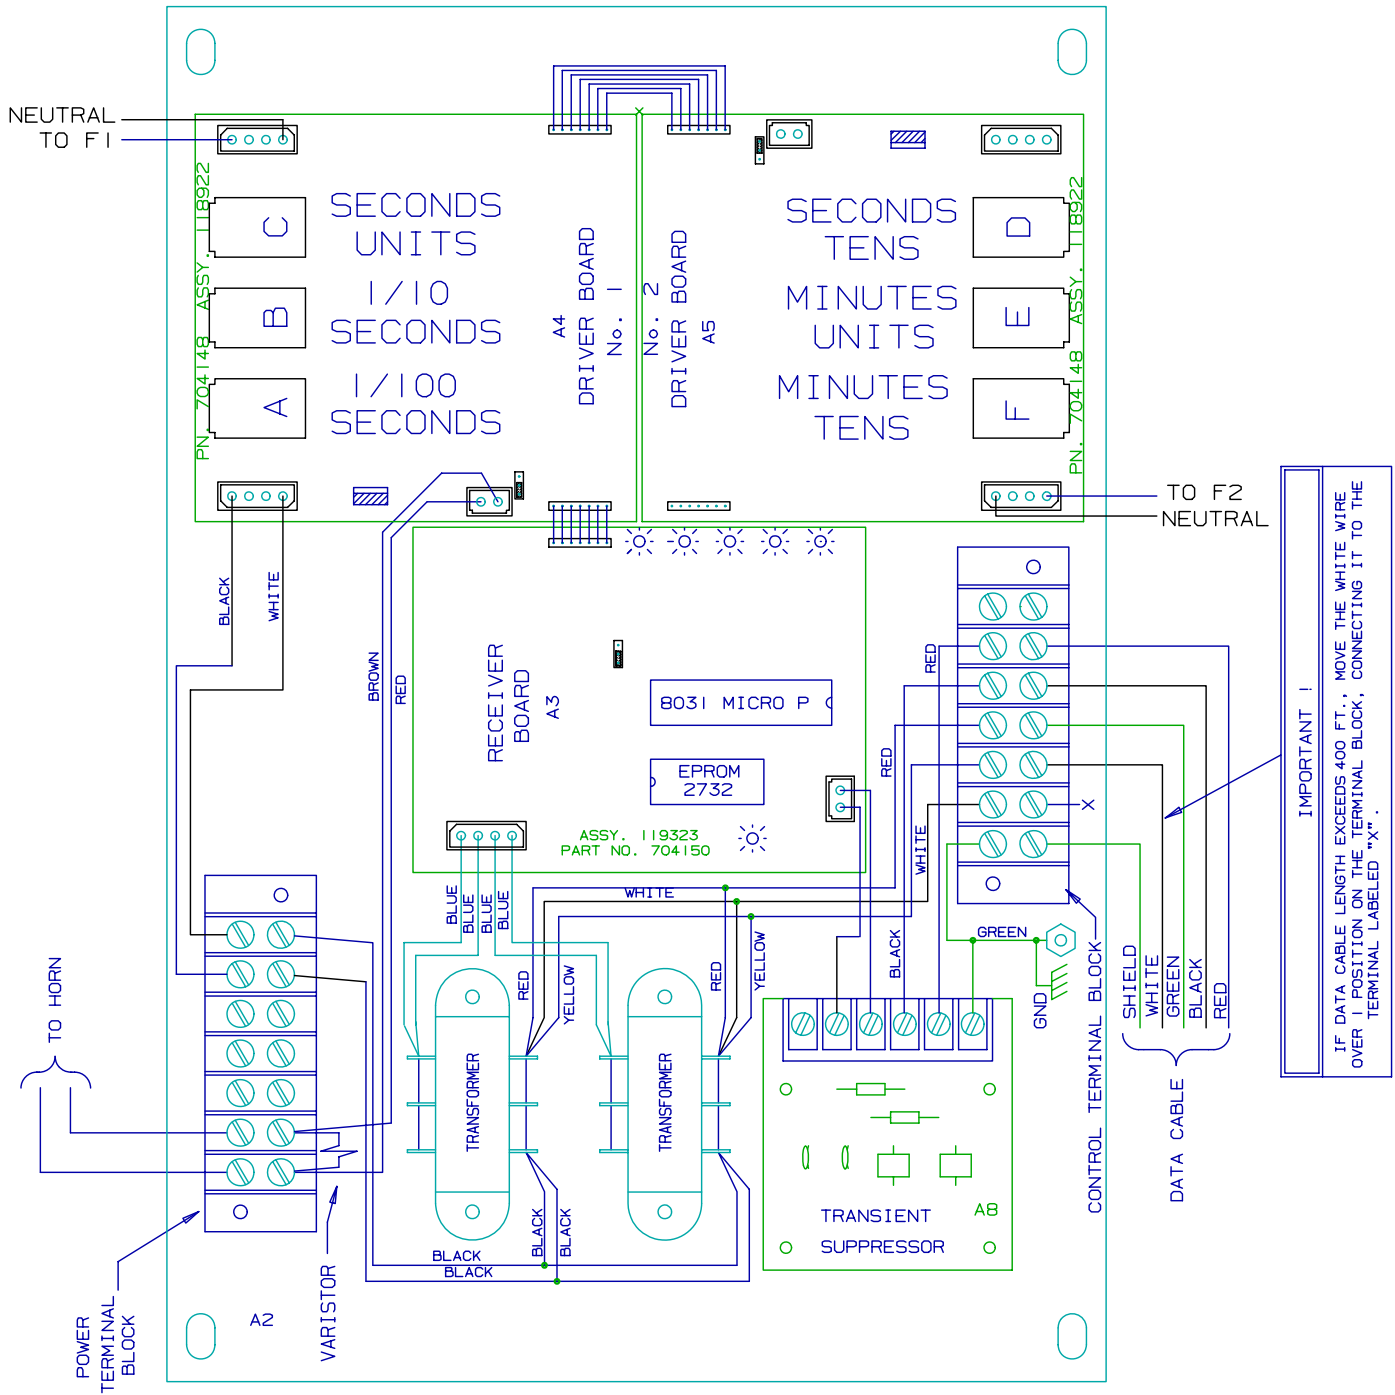 NEUTRAL
TO F1
PN. 704148 ASSY. 118922
C
SECONDS
UNITS
B
1/10
SECONDS
A
1/100
SECONDS
A4
DRIVER BOARD
No. 1
No. 2
DRIVER BOARD
A5
SECONDS
TENS
D
MINUTES
UNITS
E
MINUTES
TENS
F
PN. 704148 ASSY. 118922
TO F2
NEUTRAL
BLACK
WHITE
BROWN
RED
RECEIVER
BOARD
A3
8031 MICRO P
EPROM
2732
ASSY. 119323
PART NO. 704150
RED
RED
WHITE
X
BLUE
BLUE
BLUE
BLUE
WHITE
RED
YELLOW
RED
YELLOW
BLACK
GREEN
GND
SHIELD
WHITE
GREEN
BLACK
RED
DATA CABLE
CONTROL TERMINAL BLOCK
IMPORTANT !
IF DATA CABLE LENGTH EXCEEDS 400 FT., MOVE THE WHITE WIRE
OVER 1 POSITION ON THE TERMINAL BLOCK, CONNECTING IT TO THE
TERMINAL LABELED "X".
TO HORN
TRANSFORMER
TRANSFORMER
BLACK
BLACK
BLACK
BLACK
TRANSIENT
SUPPRESSOR
A8
POWER
TERMINAL
BLOCK
A2
VARISTOR